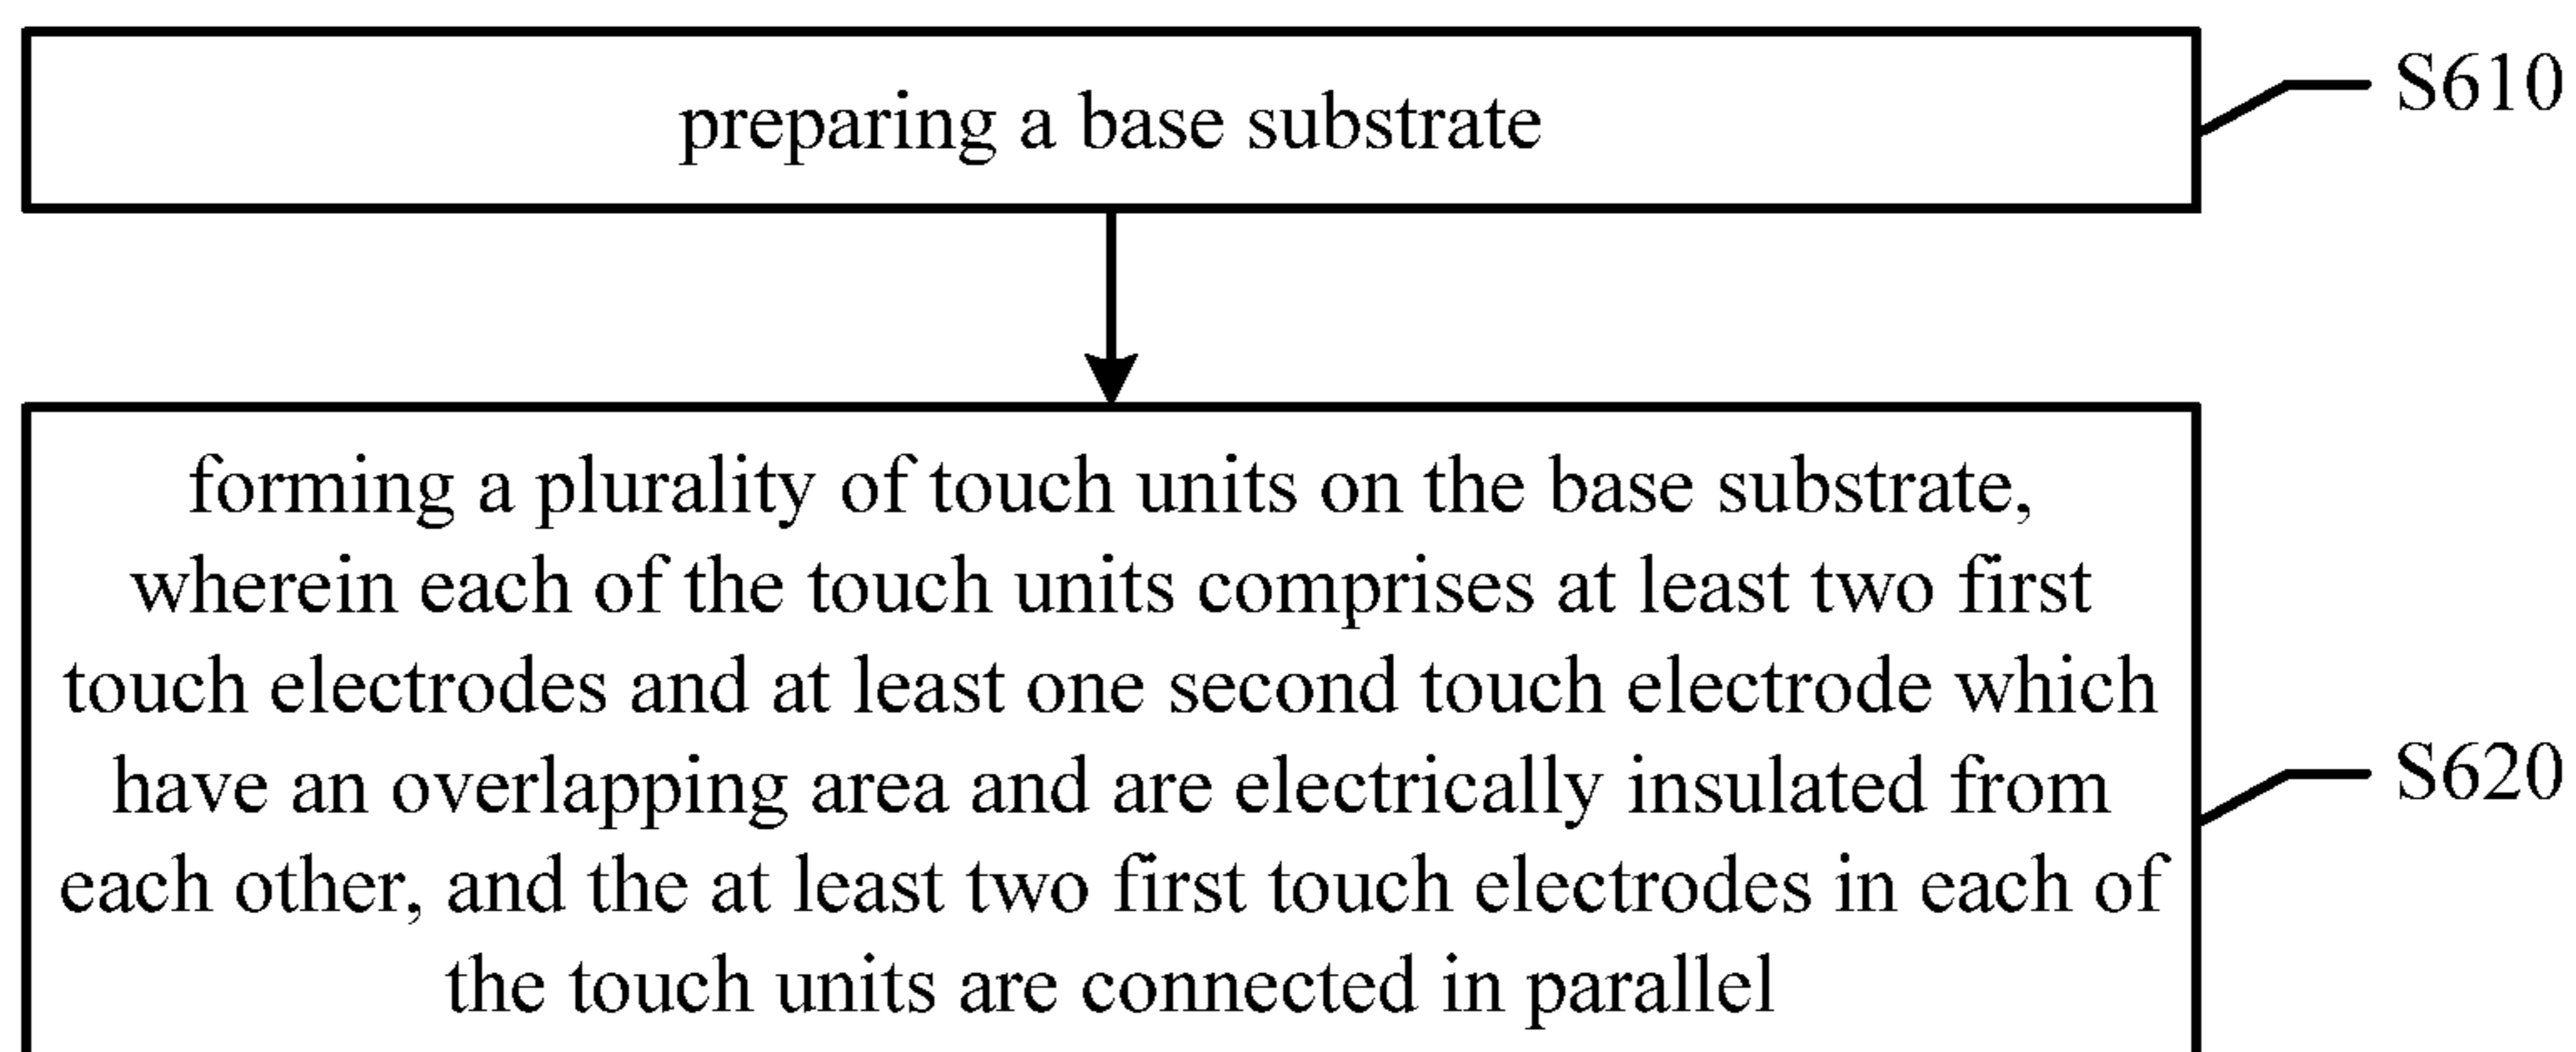 preparing a base substrate
S610
forming a plurality of touch units on the base substrate,
wherein each of the touch units comprises at least two first
touch electrodes and at least one second touch electrode which
have an overlapping area and are electrically insulated from
each other, and the at least two first touch electrodes in each of
the touch units are connected in parallel
S620